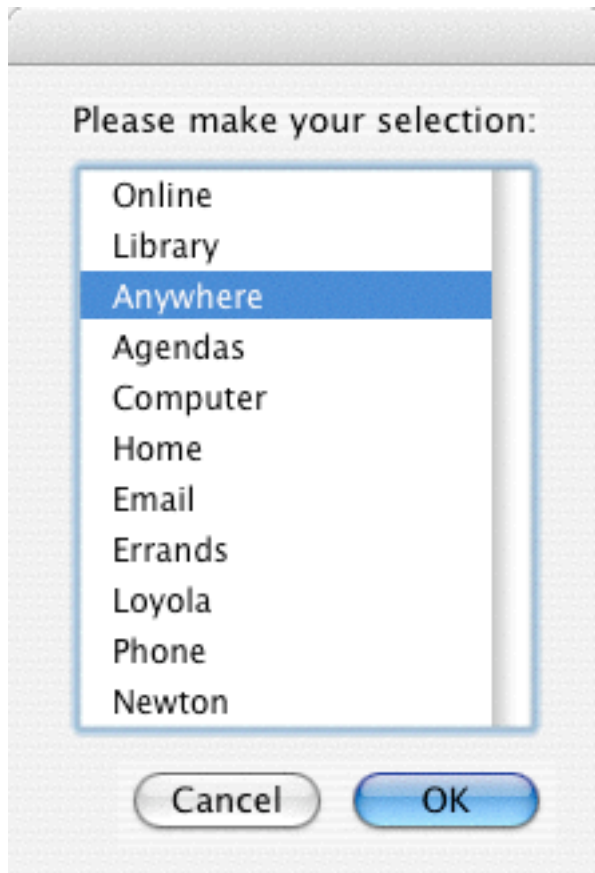 Please make your selection:
Online
Library
Anywhere
Agendas
Computer
Home
Email
Errands
Loyola
Phone
Newton
Cancel OK